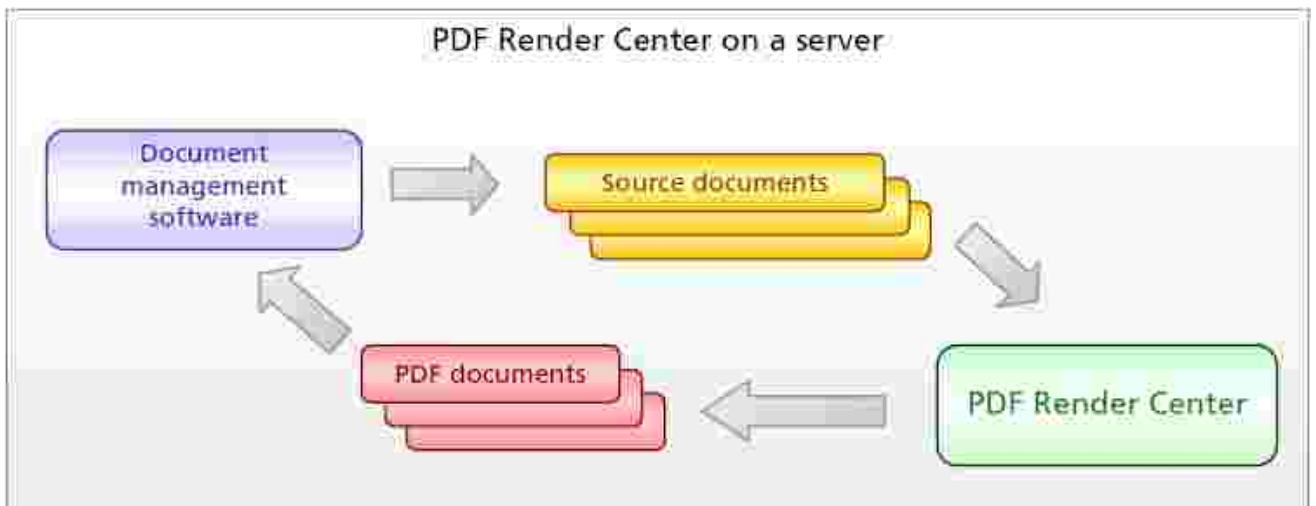 PDF Render Center on a server
Document
management
software
Source documents
PDF documents
PDF Render Center